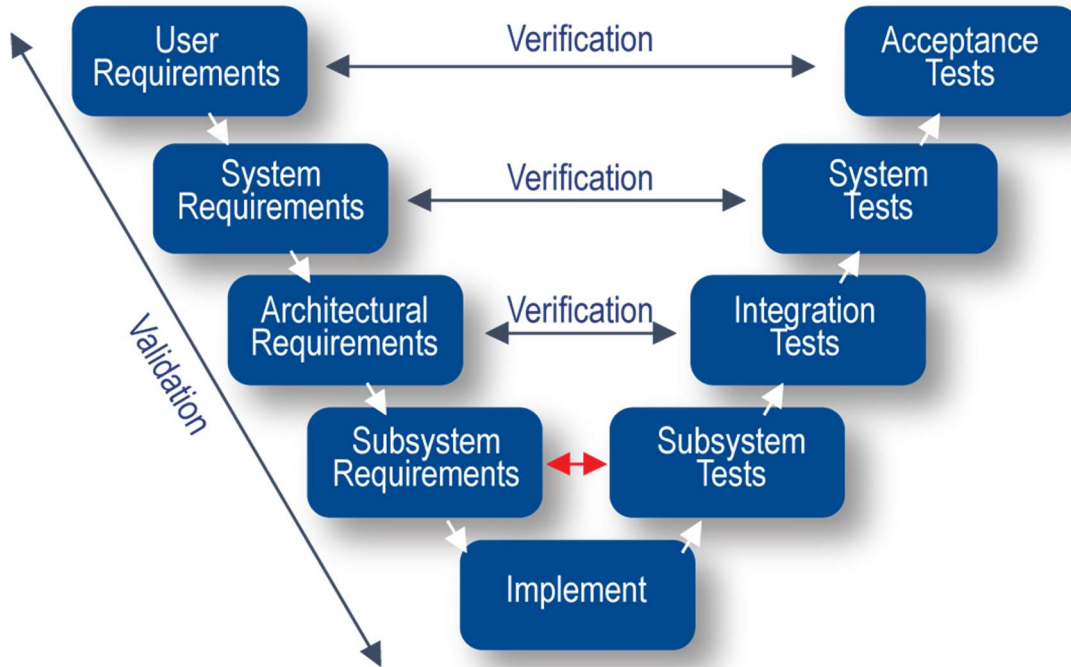 User
Requirements
Verification
Acceptance
Tests
System
Requirements
Verification
System
Tests
Architectural
Requirements
Verification
Integration
Tests
Validation
Subsystem
Requirements
Subsystem
Tests
Implement